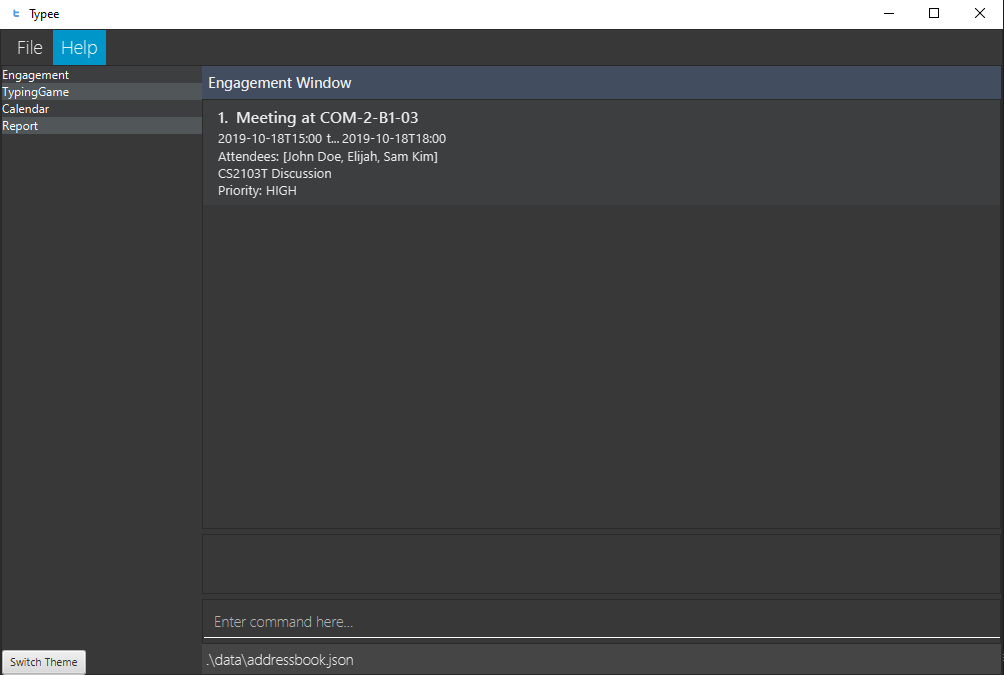 Typee
File Help
Engagement
TypingGame
Calendar
Report
Engagement Window
1. Meeting at COM-2-B1-03
2019-10-18T15:00 t... 2019-10-18T18:00
Attendees: [John Doe, Elijah, Sam Kim]
CS2103T Discussion
Priority: HIGH
Enter command here...
Switch Theme
.\data\addressbook.json